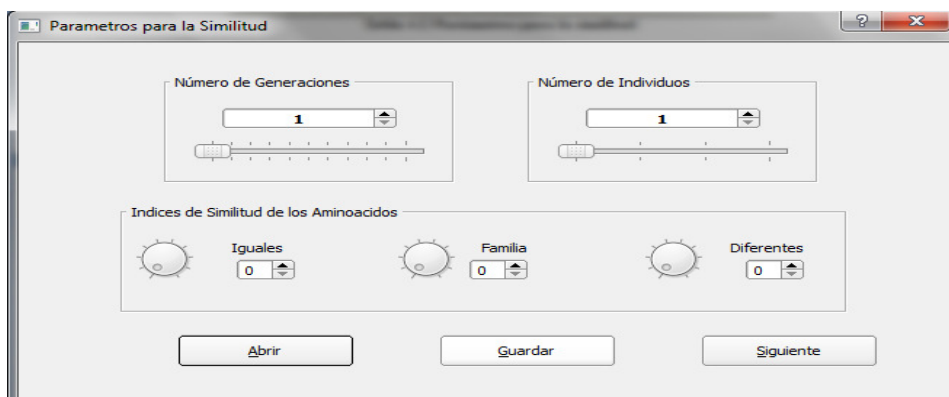 Parametros para la Similitud
Número de Generaciones
Número de Individuos
1
1
Indices de Similitud de los Aminoacidos
Iguales
Familia
Diferentes
0
0
0
Abrir
Guardar
Siguiente